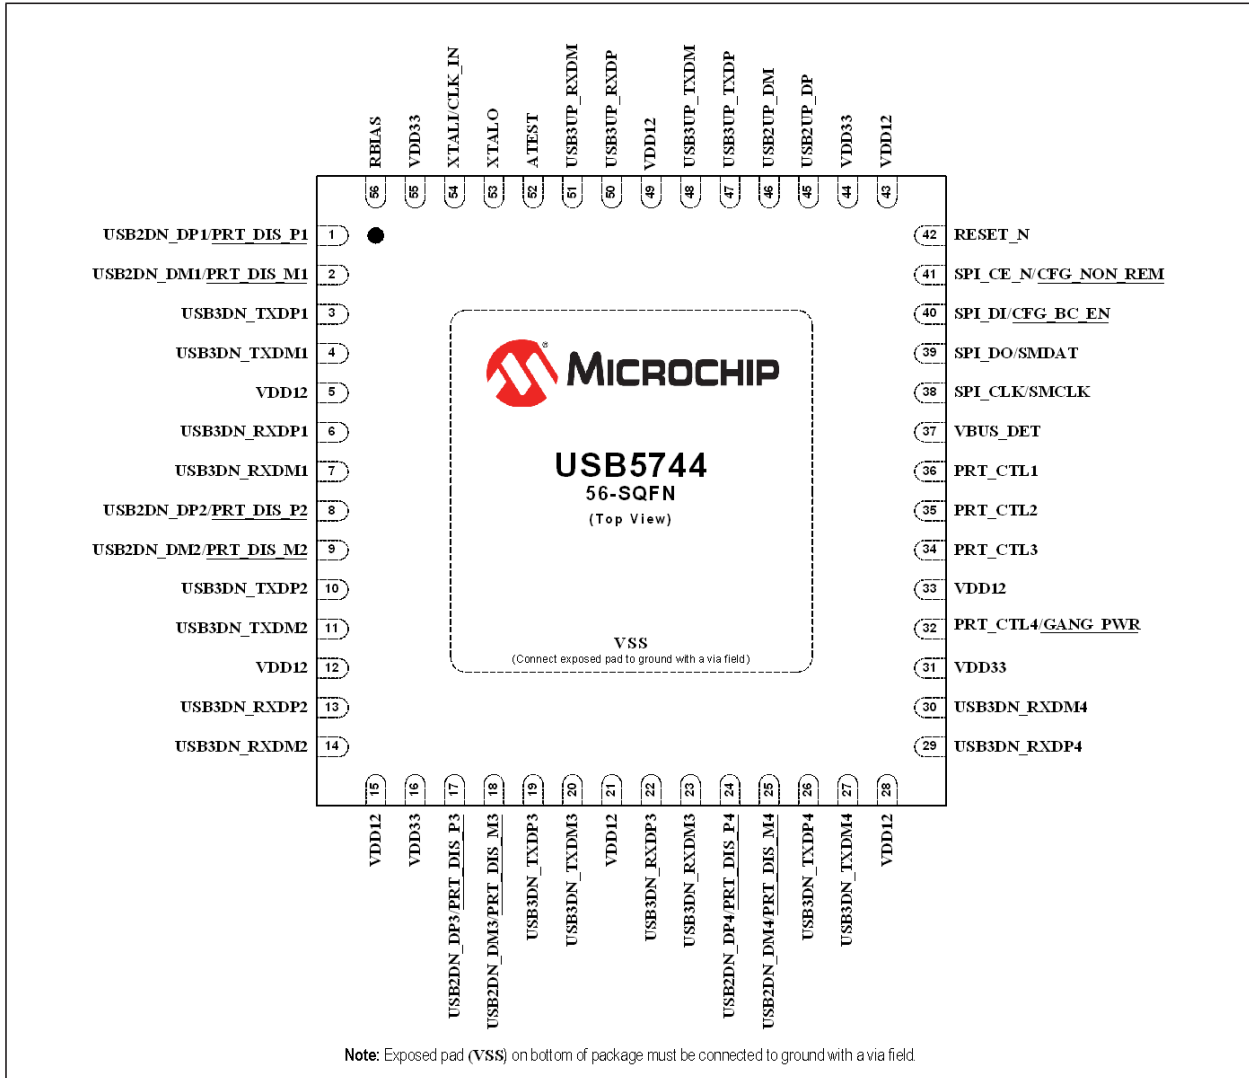 RBIAS
VDD33
XTALI/CLK_IN
XTALO
ATEST
USB3UP_RXDM
USB3UP_RXDP
VDD12
USB3UP_TXDM
USB3UP_TXDP
USB2UP_DM
USB2UP_DP
VDD33
VDD12
56 55 54 53 52 51 50 49 48 47 46 45 44 43
USB2DN_DP1/PRT_DIS_P1 1
USB2DN_DM1/PRT_DIS_M1 2
USB3DN_TXDP1 3
USB3DN_TXDM1 4
VDD12 5
USB3DN_RXDP1 6
USB3DN_RXDM1 7
USB2DN_DP2/PRT_DIS_P2 8
USB2DN_DM2/PRT_DIS_M2 9
USB3DN_TXDP2 10
USB3DN_TXDM2 11
VDD12 12
USB3DN_RXDP2 13
USB3DN_RXDM2 14
MICROCHIP ®
USB5744
56-SQFN
(Top View)
VSS
(Connect exposed pad to ground with a via field)
42 RESET_N
41 SPI_CE_N/CFG_NON_REM
40 SPI_DI/CFG_BC_EN
39 SPI_DO/SMDAT
38 SPI_CLK/SMCLK
37 VBUS_DET
36 PRT_CTL1
35 PRT_CTL2
34 PRT_CTL3
33 VDD12
32 PRT_CTL4/GANG_PWR
31 VDD33
30 USB3DN_RXDM4
29 USB3DN_RXDP4
15 16 17 18 19 20 21 22 23 24 25 26 27 28
VDD12
VDD33
USB2DN_DP3/PRT_DIS_P3
USB2DN_DM3/PRT_DIS_M3
USB3DN_TXDP3
USB3DN_TXDM3
VDD12
USB3DN_RXDP3
USB3DN_RXDM3
USB2DN_DP4/PRT_DIS_P4
USB2DN_DM4/PRT_DIS_M4
USB3DN_TXDP4
USB3DN_TXDM4
VDD12
Note: Exposed pad (VSS) on bottom of package must be connected to ground with a via field.